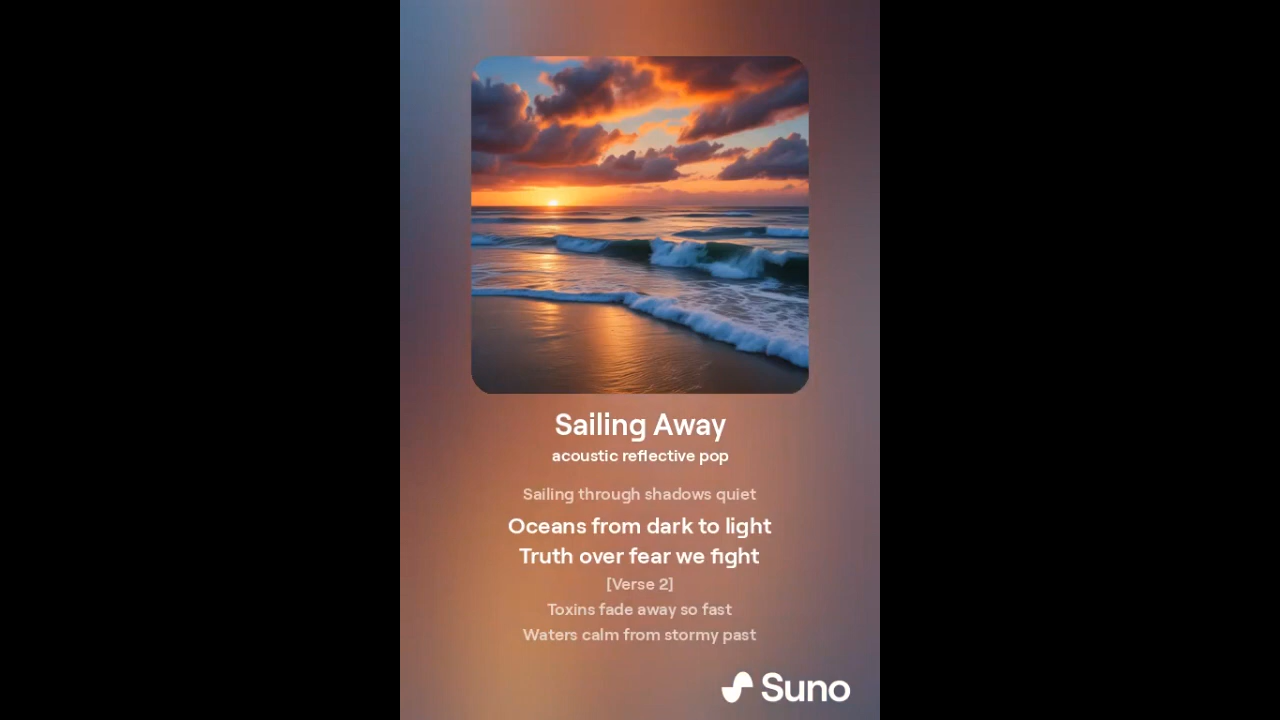 Sailing Away
acoustic reflective pop
Sailing through shadows quiet
Oceans from dark to light
Truth over fear we fight
[Verse 2]
Toxins fade away so fast
Waters calm from stormy past
Suno